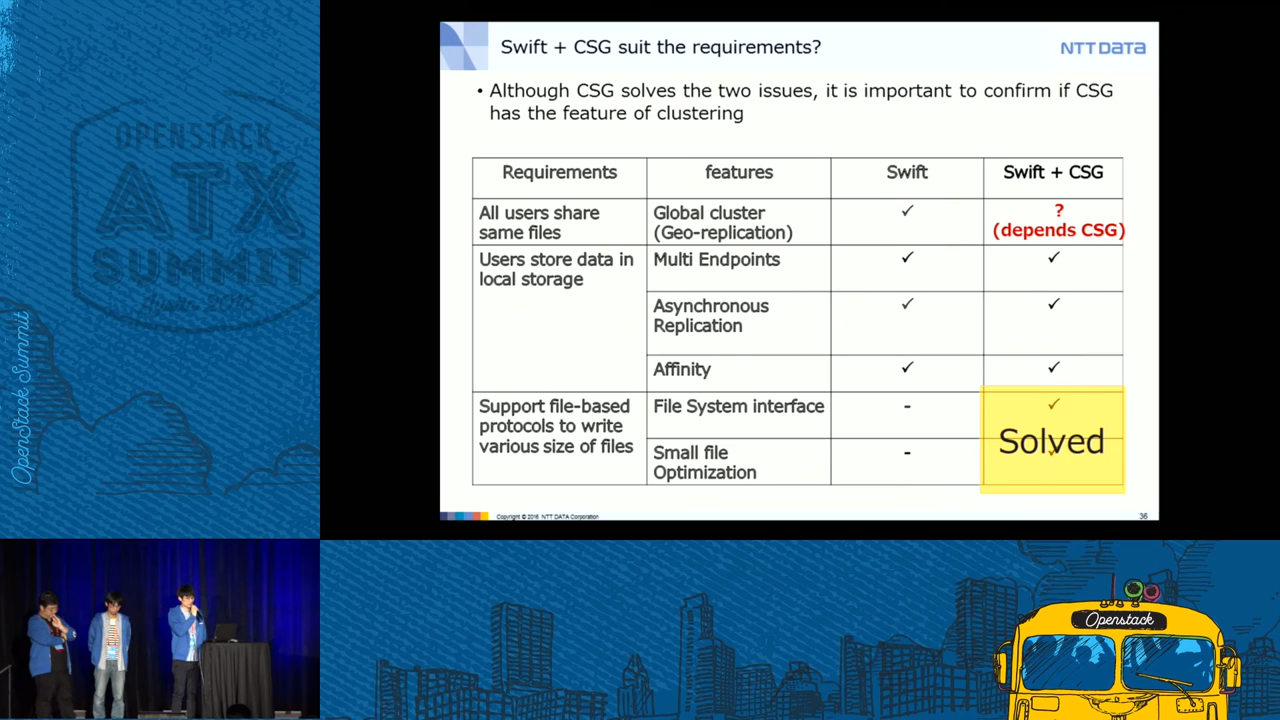 OPENSTACK
ATX
SUMMIT
Austin 2016
OpenStack Summit
Swift + CSG suit the requirements?
NTT DATA
• Although CSG solves the two issues, it is important to confirm if CSG
has the feature of clustering
Requirements features Swift Swift + CSG
All users share
same files
Global cluster
(Geo-replication)
✓
?
(depends CSG)
Users store data in
local storage
Multi Endpoints ✓ ✓
Asynchronous
Replication
✓ ✓
Affinity ✓ ✓
Support file-based
protocols to write
various size of files
File System interface - ✓
Small file
Optimization
-
Solved
Copyright © 2016 NTT DATA Corporation
36
Openstack